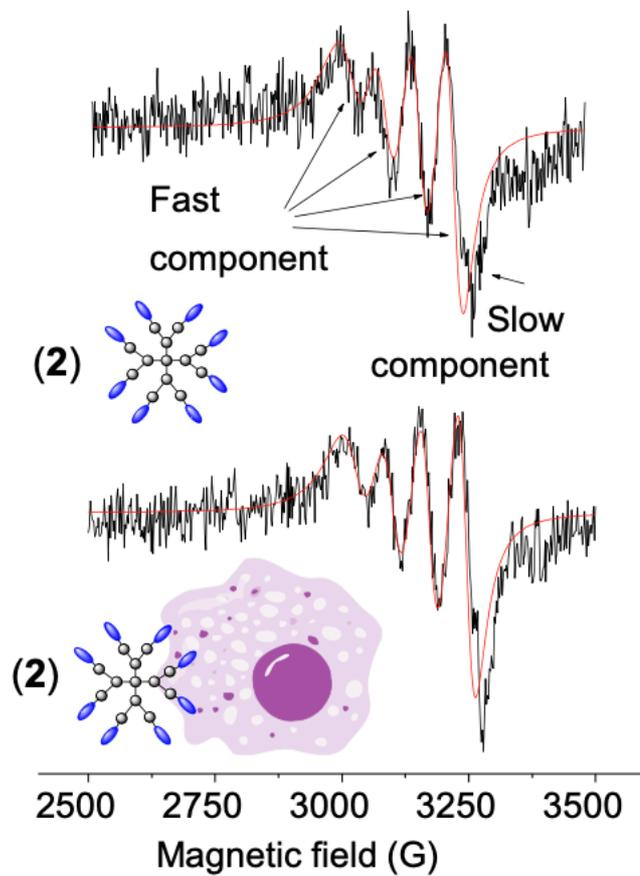 Fast
component
Slow
component
(2)
(2)
2500 2750 3000 3250 3500
Magnetic field (G)